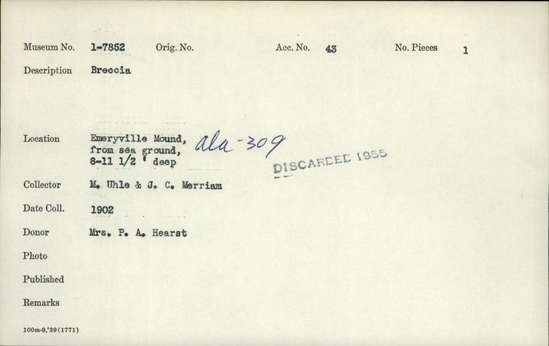 Museum No. 1-7852 Orig. No. Acc. No. 43 No. Pieces 1
Description Breccia
Location Emeryville Mound,
from sea ground,
8-11 1/2 ' deep
ala-309
DISCARDED 1955
Collector M. Uhle & J. C. Merriam
Date Coll. 1902
Donor Mrs. P. A. Hearst
Photo
Published
Remarks
100m-9,'39(1771)